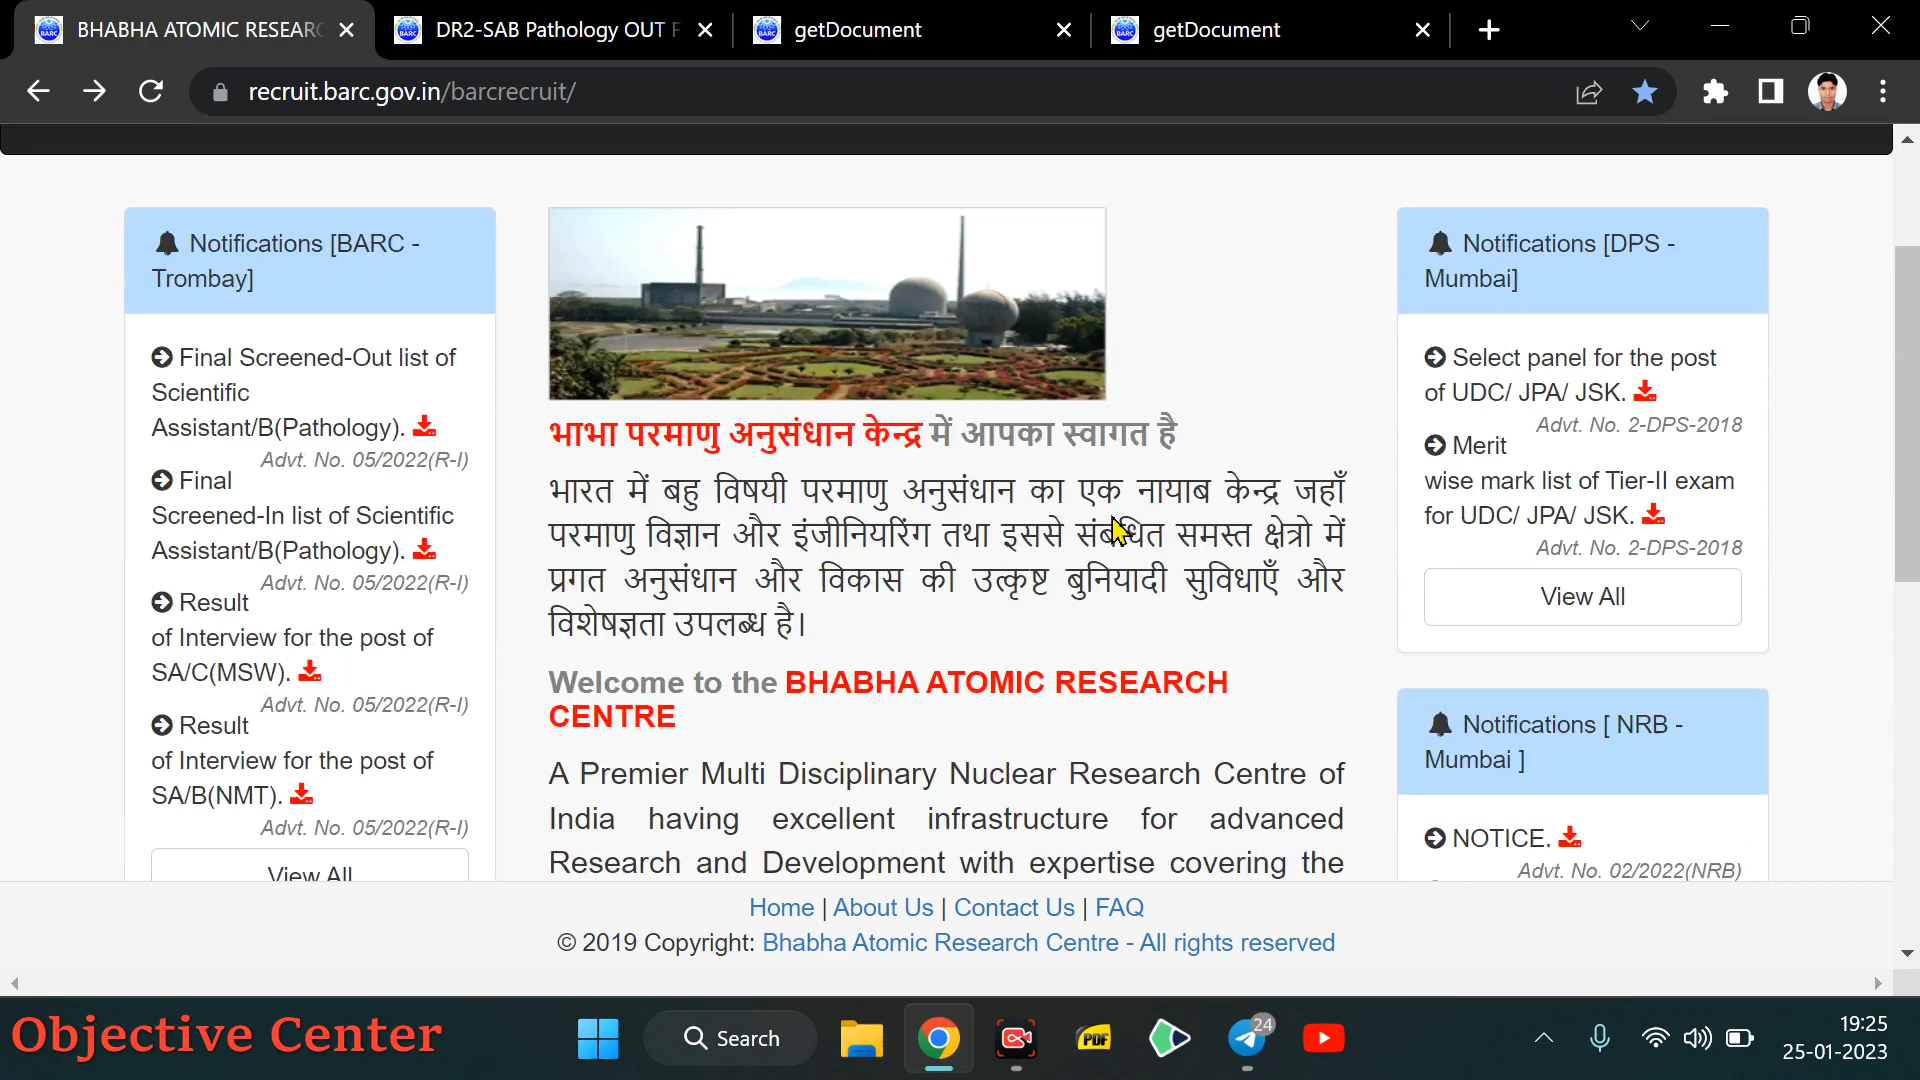 BHABHA ATOMIC RESEARC
DR2-SAB Pathology OUT F
getDocument
getDocument
recruit.barc.gov.in/barcrecruit/
Notifications [BARC -
Trombay]
Final Screened-Out list of
Scientific
Assistant/B(Pathology).
Advt. No. 05/2022(R-I)
Final
Screened-In list of Scientific
Assistant/B(Pathology).
Advt. No. 05/2022(R-I)
Result
of Interview for the post of
SA/C(MSW).
Advt. No. 05/2022(R-I)
Result
of Interview for the post of
SA/B(NMT).
Advt. No. 05/2022(R-I)
View All
भाभा परमाणु अनुसंधान केन्द्र में आपका स्वागत है
भारत में बहु विषयी परमाणु अनुसंधान का एक नायाब केन्द्र जहाँ
परमाणु विज्ञान और इंजीनियरिंग तथा इससे संबंधित समस्त क्षेत्रो में
प्रगत अनुसंधान और विकास की उत्कृष्ट बुनियादी सुविधाएँ और
विशेषज्ञता उपलब्ध है।
Welcome to the BHABHA ATOMIC RESEARCH
CENTRE
A Premier Multi Disciplinary Nuclear Research Centre of
India having excellent infrastructure for advanced
Research and Development with expertise covering the
Notifications [DPS -
Mumbai]
Select panel for the post
of UDC/ JPA/ JSK.
Advt. No. 2-DPS-2018
Merit
wise mark list of Tier-II exam
for UDC/ JPA/ JSK.
Advt. No. 2-DPS-2018
View All
Notifications [ NRB -
Mumbai ]
NOTICE.
Advt. No. 02/2022(NRB)
Home | About Us | Contact Us | FAQ
© 2019 Copyright: Bhabha Atomic Research Centre - All rights reserved
Objective Center
Search
PDF
24
19:25
25-01-2023